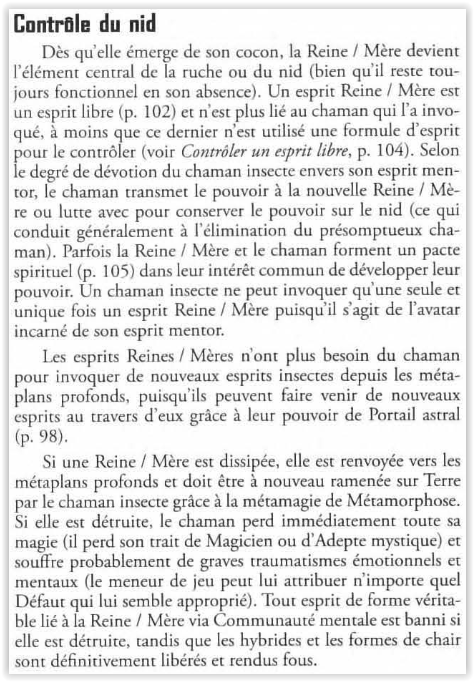 Contrôle du nid
Dès qu'elle émerge de son cocon, la Reine / Mère devient
l'élément central de la ruche ou du nid (bien qu'il reste tou-
jours fonctionnel en son absence). Un esprit Reine / Mère est
un esprit libre (p. 102) et n'est plus lié au chaman qui l'a invo-
qué, à moins que ce dernier n'est utilisé une formule d'esprit
pour le contrôler (voir Contrôler un esprit libre, p. 104). Selon
le degré de dévotion du chaman insecte envers son esprit men-
tor, le chaman transmet le pouvoir à la nouvelle Reine / Mè-
re ou lutte avec pour conserver le pouvoir sur le nid (ce qui
conduit généralement à l'élimination du présomptueux cha-
man). Parfois la Reine / Mère et le chaman forment un pacte
spirituel (p. 105) dans leur intérêt commun de développer leur
pouvoir. Un chaman insecte ne peut invoquer qu'une seule et
unique fois un esprit Reine / Mère puisqu'il s'agit de l'avatar
incarné de son esprit mentor.
Les esprits Reines / Mères n'ont plus besoin du chaman
pour invoquer de nouveaux esprits insectes depuis les méta-
plans profonds, puisqu'ils peuvent faire venir de nouveaux
esprits au travers d'eux grâce à leur pouvoir de Portail astral
(p. 98).
Si une Reine / Mère est dissipée, elle est renvoyée vers les
métaplans profonds et doit être à nouveau ramenée sur Terre
par le chaman insecte grâce à la métamagie de Métamorphose.
Si elle est détruite, le chaman perd immédiatement toute sa
magie (il perd son trait de Magicien ou d'Adepte mystique) et
souffre probablement de graves traumatismes émotionnels et
mentaux (le meneur de jeu peut lui attribuer n'importe quel
Défaut qui lui semble approprié). Tout esprit de forme vérita-
ble lié à la Reine / Mère via Communauté mentale est banni si
elle est détruite, tandis que les hybrides et les formes de chair
sont définitivement libérés et rendus fous.